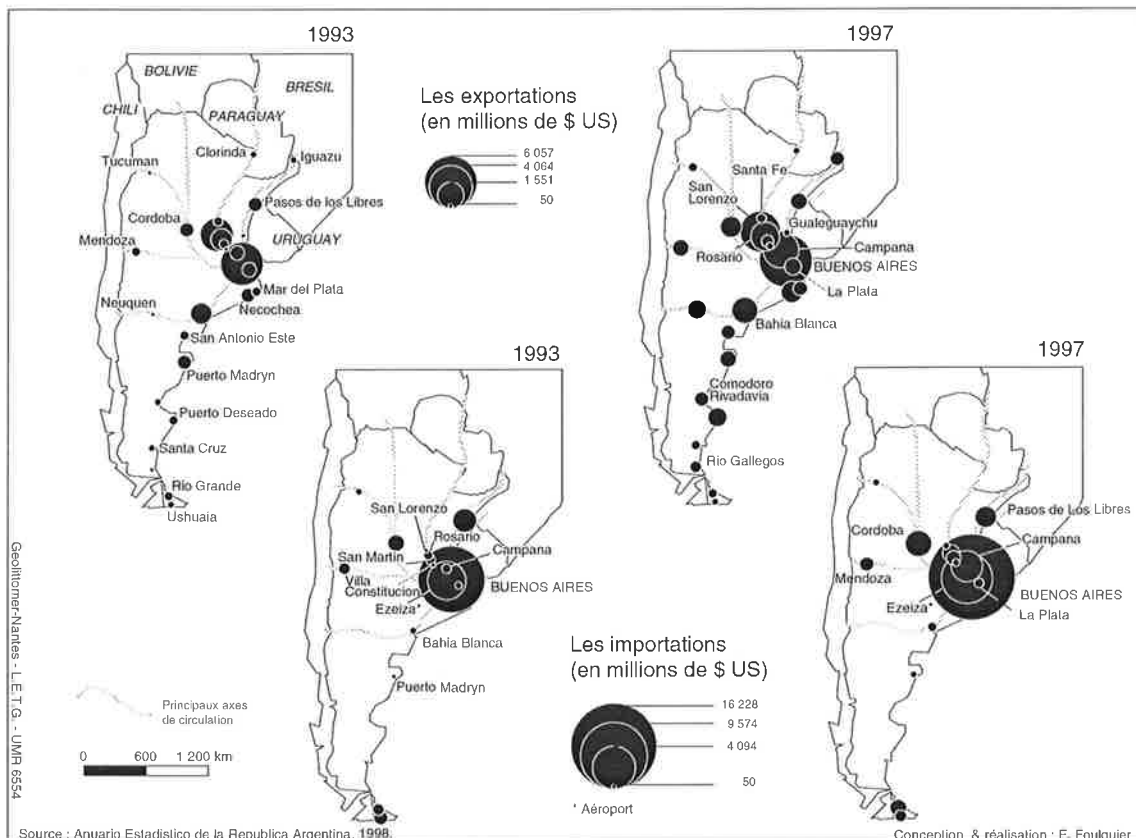 1993
BOLIVIE
BRESIL
CHILI
PARAGUAY
Clorinda
Iguazu
Tucuman
Pasos de los Libres
Cordoba
URUGUAY
Mendoza
Mar del Plata
Neuquen
Necochea
San Antonio Este
Puerto Madryn
Puerto Deseado
Santa Cruz
Rio Grande
Ushuaia
Les exportations
(en millions de $ US)
6 057
4 064
1 551
50
1997
Santa Fe
San
Lorenzo
Gualeguaychu
Campana
Rosario
BUENOS AIRES
La Plata
Bahia Blanca
Comodoro
Rivadavia
Rio Gallegos
1993
San Lorenzo
Rosario
San Martin
Campana
Villa
Constitucion
BUENOS AIRES
Ezeiza*
Bahia Blanca
Puerto Madryn
1997
Pasos de Los Libres
Cordoba
Campana
Mendoza
BUENOS AIRES
Ezeiza*
La Plata
Les importations
(en millions de $ US)
16 228
9 574
4 094
50
* Aéroport
Principaux axes
de circulation
0 600 1 200 km
Geolittomer-Nantes - L.E.T.G. - UMR 6554
Source : Anuario Estadistico de la Republica Argentina, 1998.
Conception & réalisation : E. Foulquier